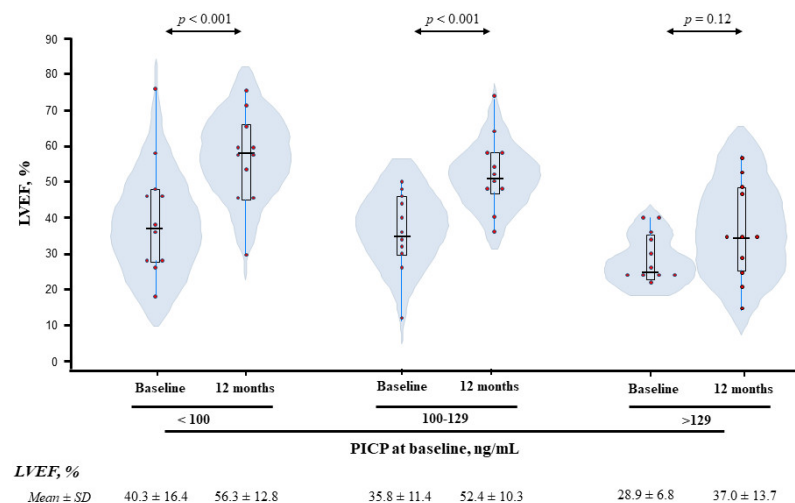 p < 0.001 p < 0.001 p = 0.12
90
80
70
60
50
40
30
20
10
0
LVEF, %
Baseline 12 months Baseline 12 months Baseline 12 months
< 100 100-129 >129
PICP at baseline, ng/mL
LVEF, %
Mean ± SD 40.3 ± 16.4 56.3 ± 12.8 35.8 ± 11.4 52.4 ± 10.3 28.9 ± 6.8 37.0 ± 13.7